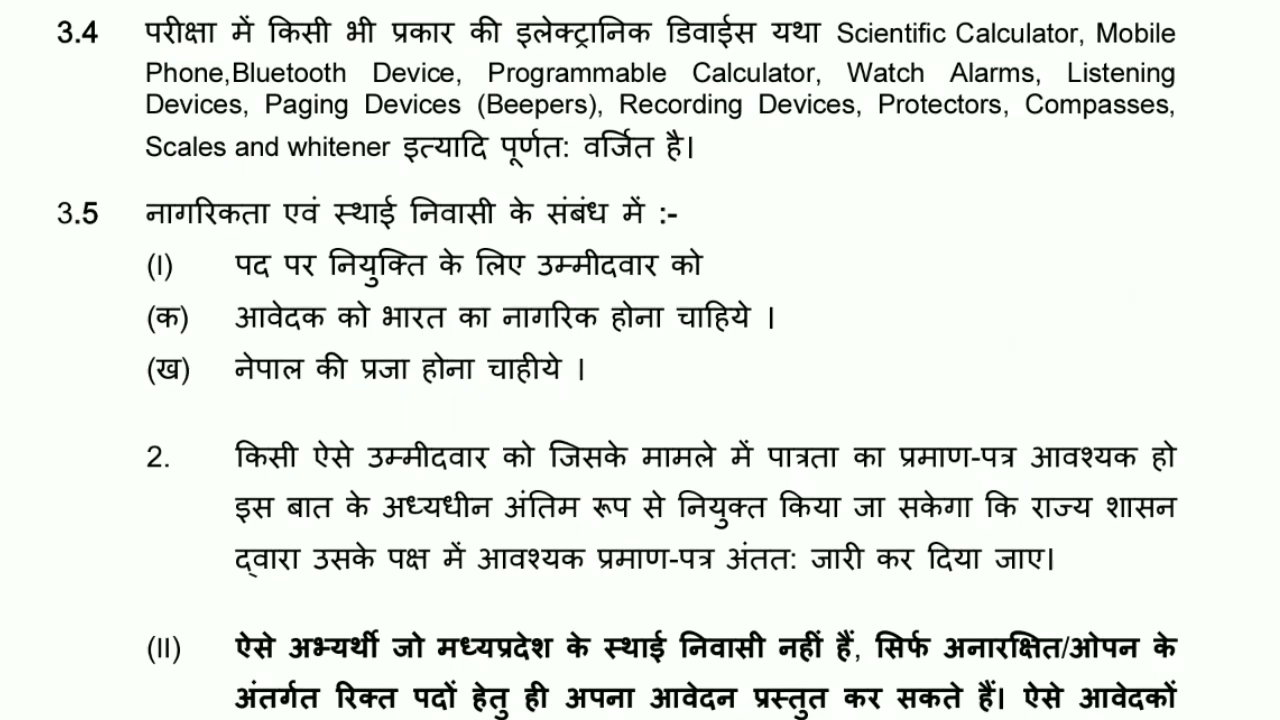 3.4 परीक्षा में किसी भी प्रकार की इलेक्ट्रानिक डिवाईस यथा Scientific Calculator, Mobile
Phone,Bluetooth Device, Programmable Calculator, Watch Alarms, Listening
Devices, Paging Devices (Beepers), Recording Devices, Protectors, Compasses,
Scales and whitener इत्यादि पूर्णत: वर्जित है।
3.5 नागरिकता एवं स्थाई निवासी के संबंध में :-
(I) पद पर नियुक्ति के लिए उम्मीदवार को
(क) आवेदक को भारत का नागरिक होना चाहिये ।
(ख) नेपाल की प्रजा होना चाहीये ।
2. किसी ऐसे उम्मीदवार को जिसके मामले में पात्रता का प्रमाण-पत्र आवश्यक हो
इस बात के अध्यधीन अंतिम रूप से नियुक्त किया जा सकेगा कि राज्य शासन
द्वारा उसके पक्ष में आवश्यक प्रमाण-पत्र अंतत: जारी कर दिया जाए।
(II) ऐसे अभ्यर्थी जो मध्यप्रदेश के स्थाई निवासी नहीं हैं, सिर्फ अनारक्षित/ओपन के
अंतर्गत रिक्त पदों हेतु ही अपना आवेदन प्रस्तुत कर सकते हैं। ऐसे आवेदकों